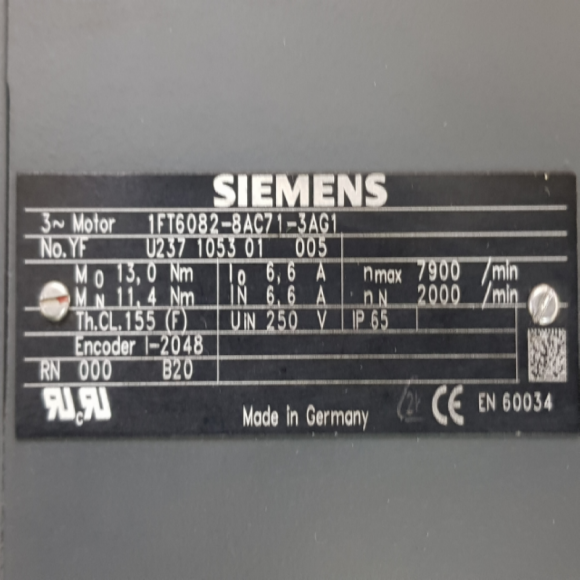 SIEMENS
3~ Motor 1FT6082-8AC71-3AG1
No.YF U237 1053 01 005
M0 13,0 Nm I0 6,6 A nmax 7900 /min
MN 11,4 Nm IN 6,6 A nN 2000 /min
Th.CL.155 (F) UIN 250 V IP 65
Encoder I-2048
RN 000 B20
c Made in Germany CE EN 60034